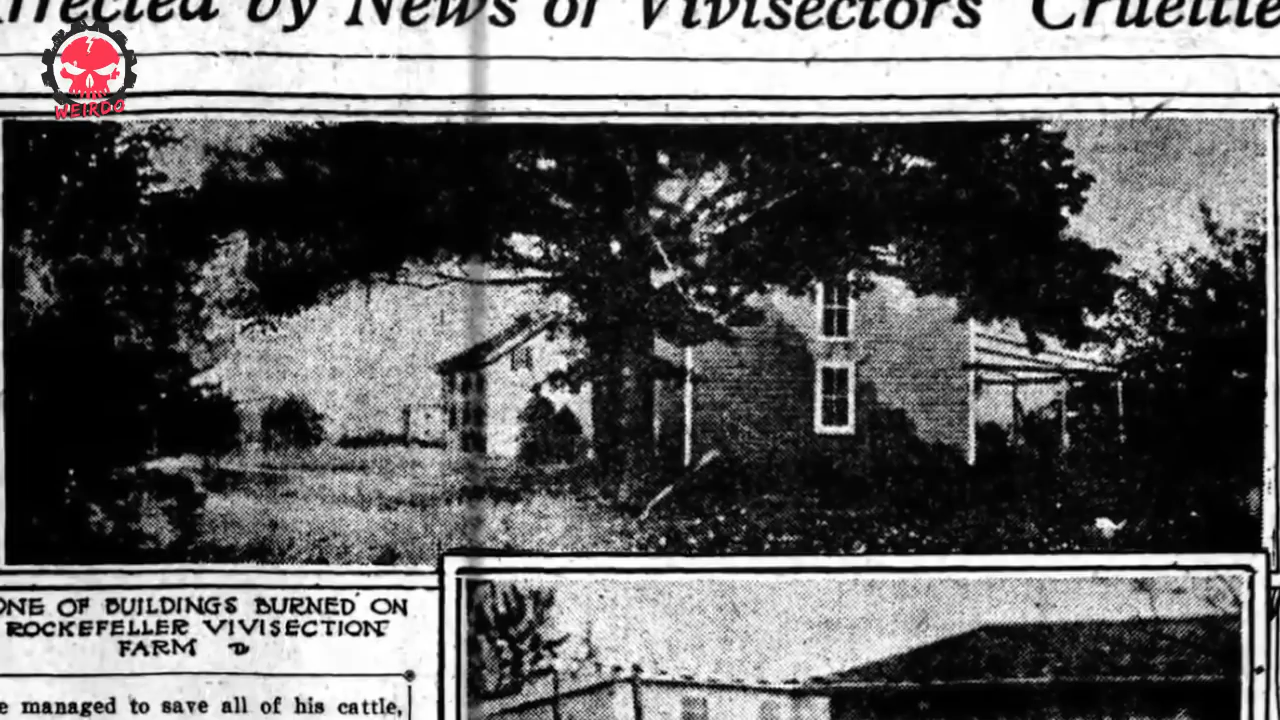 Affected by News of Vivisectors' Cruelties
WEIRDO
ONE OF BUILDINGS BURNED ON
ROCKEFELLER VIVISECTION
FARM
e managed to save all of his cattle,